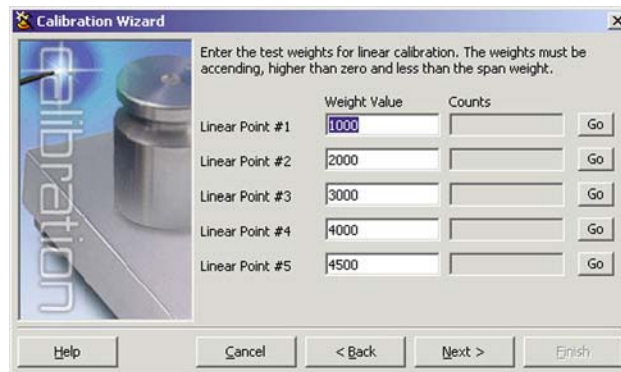 Calibration Wizard
Calibration
Enter the test weights for linear calibration. The weights must be
accending, higher than zero and less than the span weight.
Weight Value Counts
Linear Point #1 1000 Go
Linear Point #2 2000 Go
Linear Point #3 3000 Go
Linear Point #4 4000 Go
Linear Point #5 4500 Go
Help Cancel < Back Next > Finish